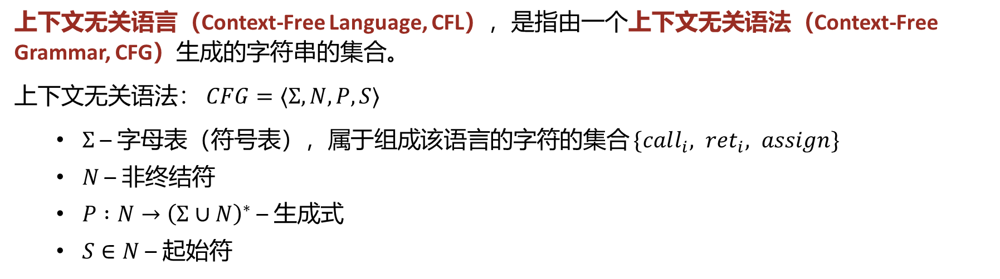 上下文无关语言（Context-Free Language, CFL），是指由一个上下文无关语法（Context-Free
Grammar, CFG）生成的字符串的集合。
上下文无关语法： CFG = ⟨Σ, N, P, S⟩
• Σ – 字母表（符号表），属于组成该语言的字符的集合 {call_i, ret_i, assign}
• N – 非终结符
• P : N → (Σ ∪ N)* – 生成式
• S ∈ N – 起始符